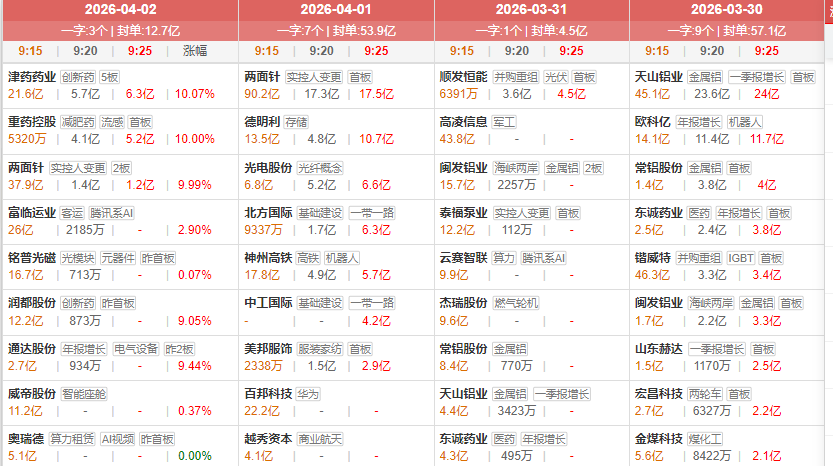 2026-04-02 2026-04-01 2026-03-31 2026-03-30
一字:3个 | 封单:12.7亿 一字:7个 | 封单:53.9亿 一字:1个 | 封单:4.5亿 一字:9个 | 封单:57.1亿
9:15 | 9:20 | 9:25 | 涨幅 9:15 | 9:20 | 9:25 9:15 | 9:20 | 9:25 9:15 | 9:20 | 9:25
津药药业 创新药 5板 两面针 实控人变更 首板 顺发恒能 并购重组 光伏 首板 天山铝业 金属铝 一季报增长 首板
21.6亿 | 5.7亿 | 6.3亿 | 10.07% 90.2亿 | 17.3亿 | 17.5亿 6391万 | 3.6亿 | 4.5亿 45.1亿 | 23.6亿 | 24亿
重药控股 减肥药 流感 首板 德明利 存储 高凌信息 军工 欧科亿 年报增长 机器人
5320万 | 4.1亿 | 5.2亿 | 10.00% 13.5亿 | 4.8亿 | 10.7亿 43.8亿 | - | - 14.1亿 | 11.4亿 | 11.7亿
两面针 实控人变更 2板 光电股份 光纤概念 闽发铝业 海峡两岸 金属铝 2板 常铝股份 金属铝 首板
37.9亿 | 1.4亿 | 1.2亿 | 9.99% 6.8亿 | 5.2亿 | 6.6亿 15.7亿 | 2257万 | - 1.4亿 | 3.8亿 | 4亿
富临运业 客运 腾讯系AI 北方国际 基础建设 一带一路 泰福泵业 实控人变更 首板 东诚药业 医药 年报增长 首板
26亿 | 2185万 | - | 2.90% 9337万 | 1.7亿 | 6.3亿 12.2亿 | 112万 | - 2.5亿 | 2.4亿 | 3.8亿
铭普光磁 光模块 元器件 昨首板 神州高铁 高铁 机器人 云赛智联 算力 腾讯系AI 锴威特 并购重组 IGBT 首板
16.7亿 | 713万 | - | 0.07% 17.8亿 | 4.9亿 | 5.7亿 9.9亿 | - | - 46.3亿 | 3.3亿 | 3.4亿
润都股份 创新药 昨首板 中工国际 基础建设 一带一路 杰瑞股份 燃气轮机 闽发铝业 海峡两岸 金属铝 首板
12.2亿 | 873万 | - | 9.05% - | - | 4.2亿 9.6亿 | - | - 1.7亿 | 2.2亿 | 3.3亿
通达股份 年报增长 电气设备 昨2板 美邦服饰 服装家纺 首板 常铝股份 金属铝 山东赫达 一季报增长 首板
2.7亿 | 934万 | - | 9.44% 2338万 | 1.5亿 | 2.9亿 8.4亿 | 770万 | - 1.5亿 | 1170万 | 2.5亿
威帝股份 智能座舱 百邦科技 华为 天山铝业 金属铝 一季报增长 宏昌科技 两轮车 首板
11.2亿 | - | - | 0.37% 22.2亿 | - | - 4.4亿 | 3423万 | - 2.7亿 | 6327万 | 2.2亿
奥瑞德 算力租赁 AI视频 昨首板 越秀资本 商业航天 东诚药业 医药 年报增长 金煤科技 煤化工
5.1亿 | - | - | 0.00% 4.1亿 | - | - 4.3亿 | 495万 | - 5.6亿 | 8422万 | 2.1亿